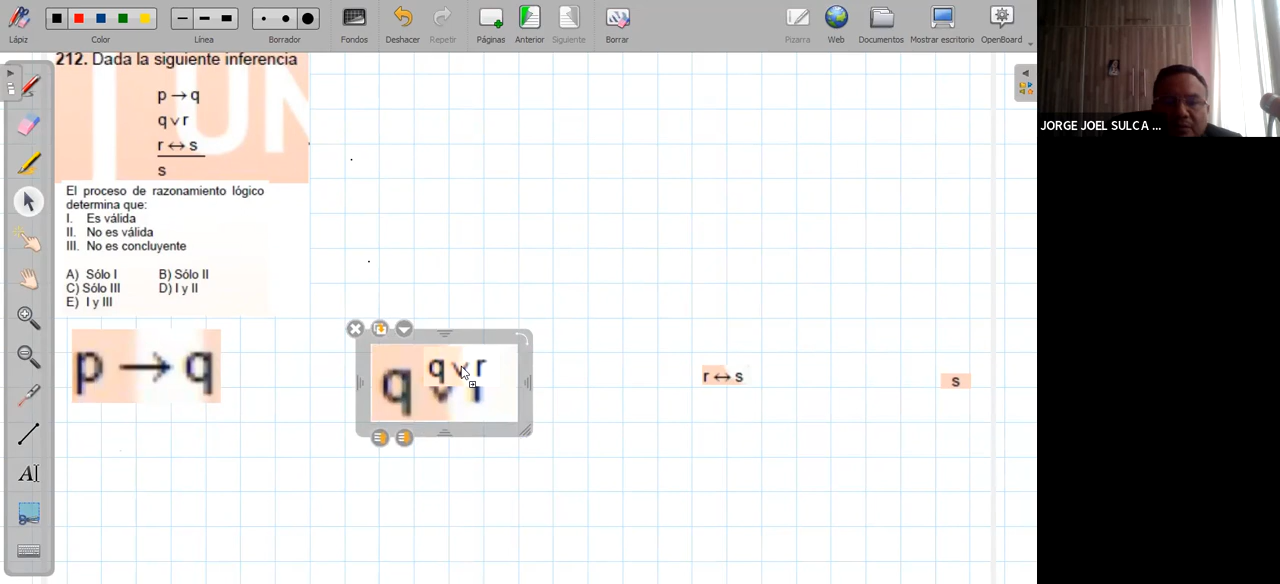 Lápiz
Color
Línea
Borrador
Fondos
Deshacer
Repetir
Páginas
Anterior
Siguiente
Borrar
Pizarra
Web
Documentos
Mostrar escritorio
OpenBoard
JORGE JOEL SULCA ...
212. Dada la siguiente inferencia
p → q
q ∨ r
r ↔ s
s
UN
El proceso de razonamiento lógico
determina que:
I. Es válida
II. No es válida
III. No es concluyente
A) Sólo I B) Sólo II
C) Sólo III D) I y II
E) I y III
p → q
q ∨ r
q ∨ r
r ↔ s
s